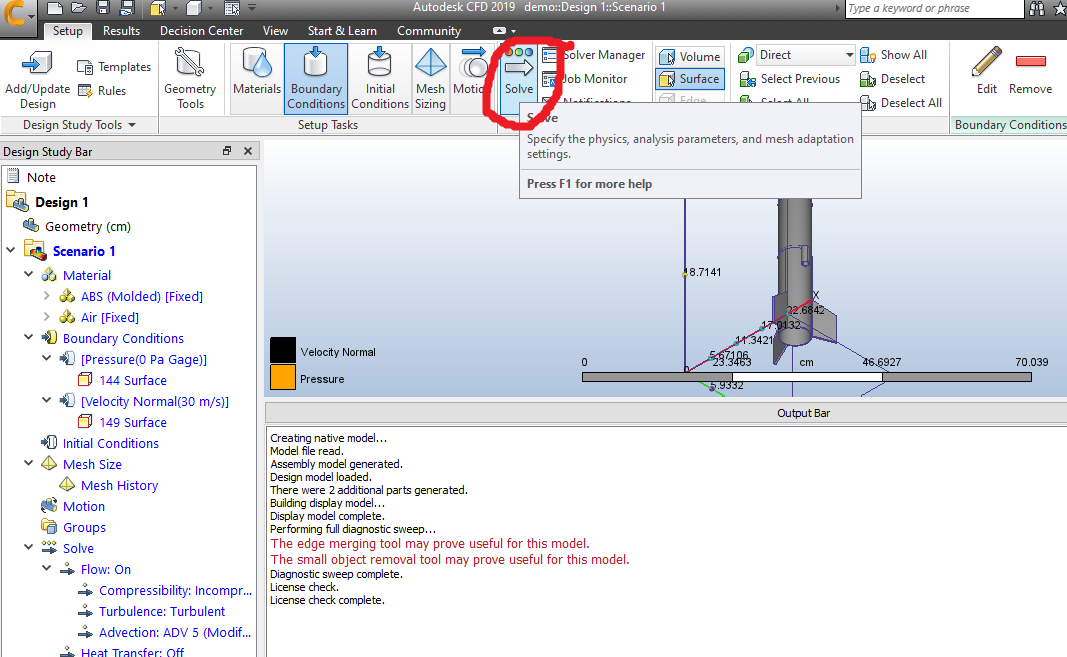 Autodesk CFD 2019 demo::Design 1::Scenario 1
Type a keyword or phrase
Setup Results Decision Center View Start & Learn Community
Add/Update
Design
Templates
Rules
Design Study Tools
Geometry
Tools
Materials
Boundary
Conditions
Initial
Conditions
Mesh
Sizing
Motion
Setup Tasks
Solve
Solver Manager
Job Monitor
Notifications
Volume
Surface
Edge
Direct
Select Previous
Select All
Show All
Deselect
Deselect All
Edit
Remove
Boundary Conditions
Solve
Specify the physics, analysis parameters, and mesh adaptation
settings.
Press F1 for more help
Design Study Bar
Note
Design 1
Geometry (cm)
Scenario 1
Material
ABS (Molded) [Fixed]
Air [Fixed]
Boundary Conditions
[Pressure(0 Pa Gage)]
144 Surface
[Velocity Normal(30 m/s)]
149 Surface
Initial Conditions
Mesh Size
Mesh History
Motion
Groups
Solve
Flow: On
Compressibility: Incompr...
Turbulence: Turbulent
Advection: ADV 5 (Modif...
Heat Transfer: Off
18.7141
X
22.6842
17.0132
11.3421
5.67106
0
5.9332
Velocity Normal
Pressure
0
23.3463
cm
46.6927
70.039
Output Bar
Creating native model...
Model file read.
Assembly model generated.
Design model loaded.
There were 2 additional parts generated.
Building display model...
Display model complete.
Performing full diagnostic sweep...
The edge merging tool may prove useful for this model.
The small object removal tool may prove useful for this model.
Diagnostic sweep complete.
License check.
License check complete.